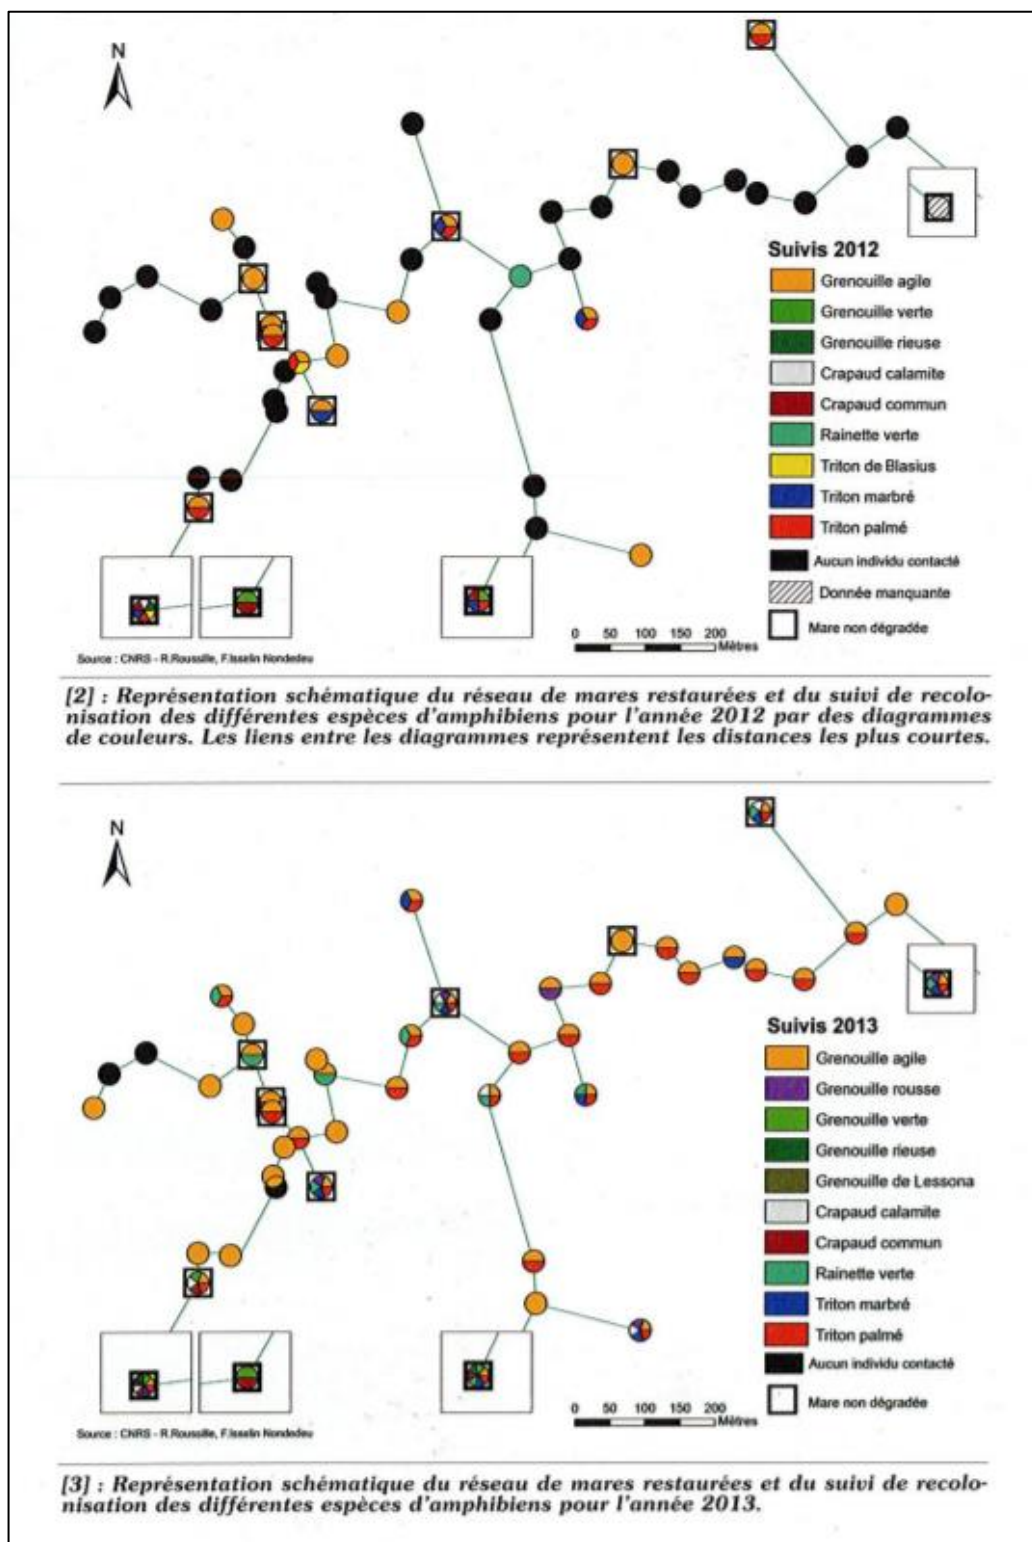 N
Suivis 2012
Grenouille agile
Grenouille verte
Grenouille rieuse
Crapaud calamite
Crapaud commun
Rainette verte
Triton de Blasius
Triton marbré
Triton palmé
Aucun individu contacté
Donnée manquante
Mare non dégradée
0 50 100 150 200
Mètres
Source : CNRS - R.Roussille, F.Isselin Nondedeu
[2] : Représentation schématique du réseau de mares restaurées et du suivi de recolo-
nisation des différentes espèces d'amphibiens pour l'année 2012 par des diagrammes
de couleurs. Les liens entre les diagrammes représentent les distances les plus courtes.
N
Suivis 2013
Grenouille agile
Grenouille rousse
Grenouille verte
Grenouille rieuse
Grenouille de Lessona
Crapaud calamite
Crapaud commun
Rainette verte
Triton marbré
Triton palmé
Aucun individu contacté
Mare non dégradée
0 50 100 150 200
Mètres
Source : CNRS - R.Roussille, F.Isselin Nondedeu
[3] : Représentation schématique du réseau de mares restaurées et du suivi de recolo-
nisation des différentes espèces d'amphibiens pour l'année 2013.